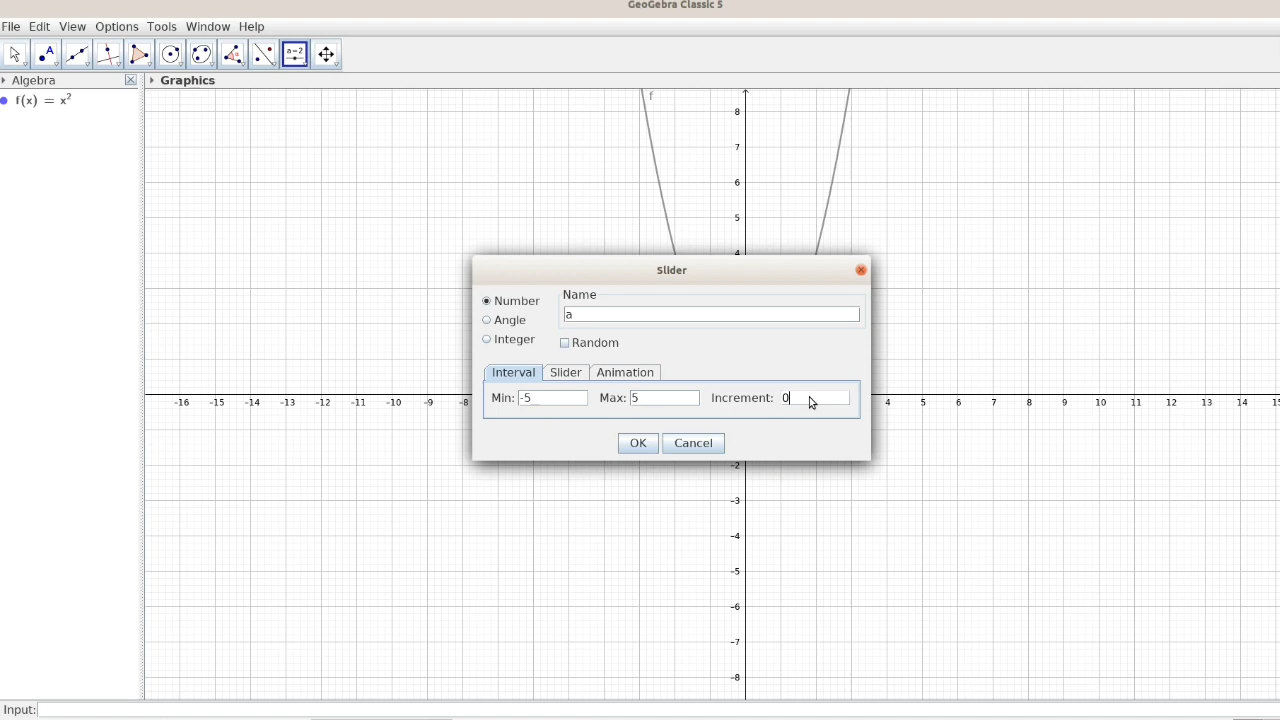 GeoGebra Classic 5
File Edit View Options Tools Window Help
A
a=2
Algebra
Graphics
f(x) = x²
f
8
7
6
5
4
Slider
Number
Angle
Integer
Name
a
Random
Interval Slider Animation
Min: -5 Max: 5 Increment: 0
OK Cancel
-16 -15 -14 -13 -12 -11 -10 -9 -8 4 5 6 7 8 9 10 11 12 13 14 15
-2
-3
-4
-5
-6
-7
-8
Input: